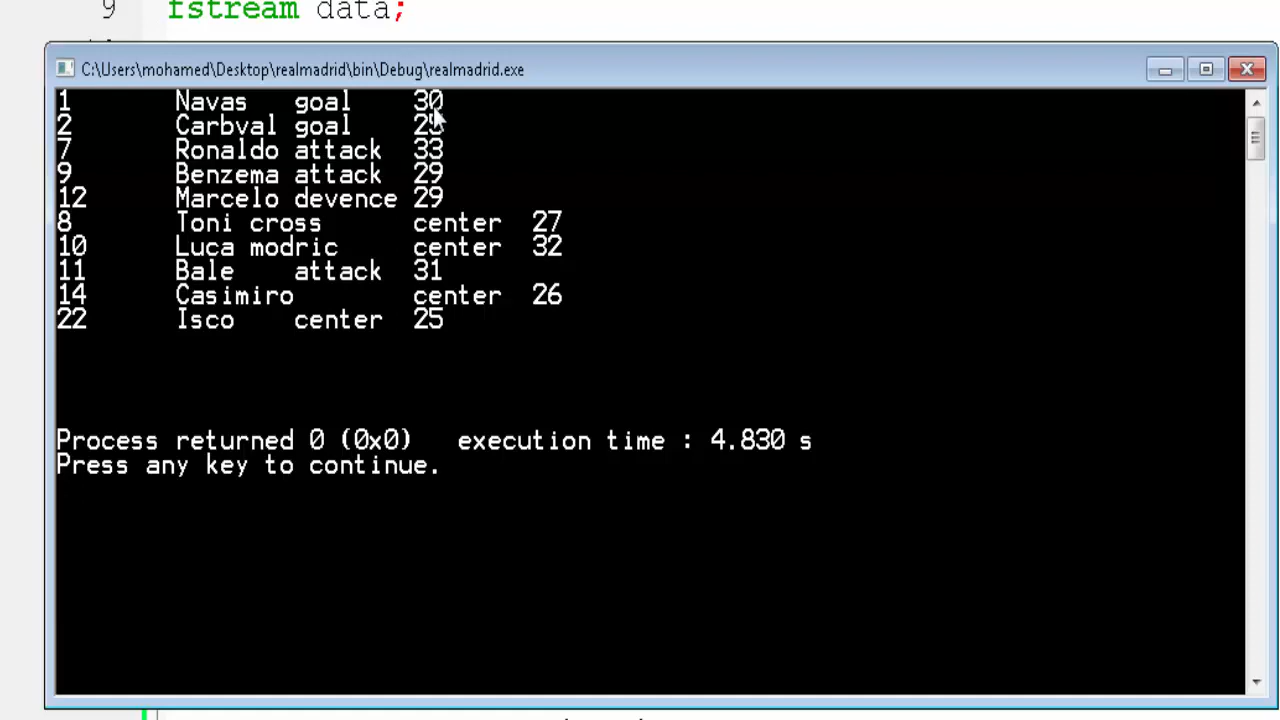 9 fstream data;
C:\Users\mohamed\Desktop\realmadrid\bin\Debug\realmadrid.exe
1 Navas goal 30
2 Carbval goal
7 Ronaldo attack 33
9 Benzema attack 29
12 Marcelo devence 29
8 Toni cross center 27
10 Luca modric center 32
11 Bale attack 31
14 Casimiro center 26
22 Isco center 25
Process returned 0 (0x0) execution time : 4.830 s
Press any key to continue.